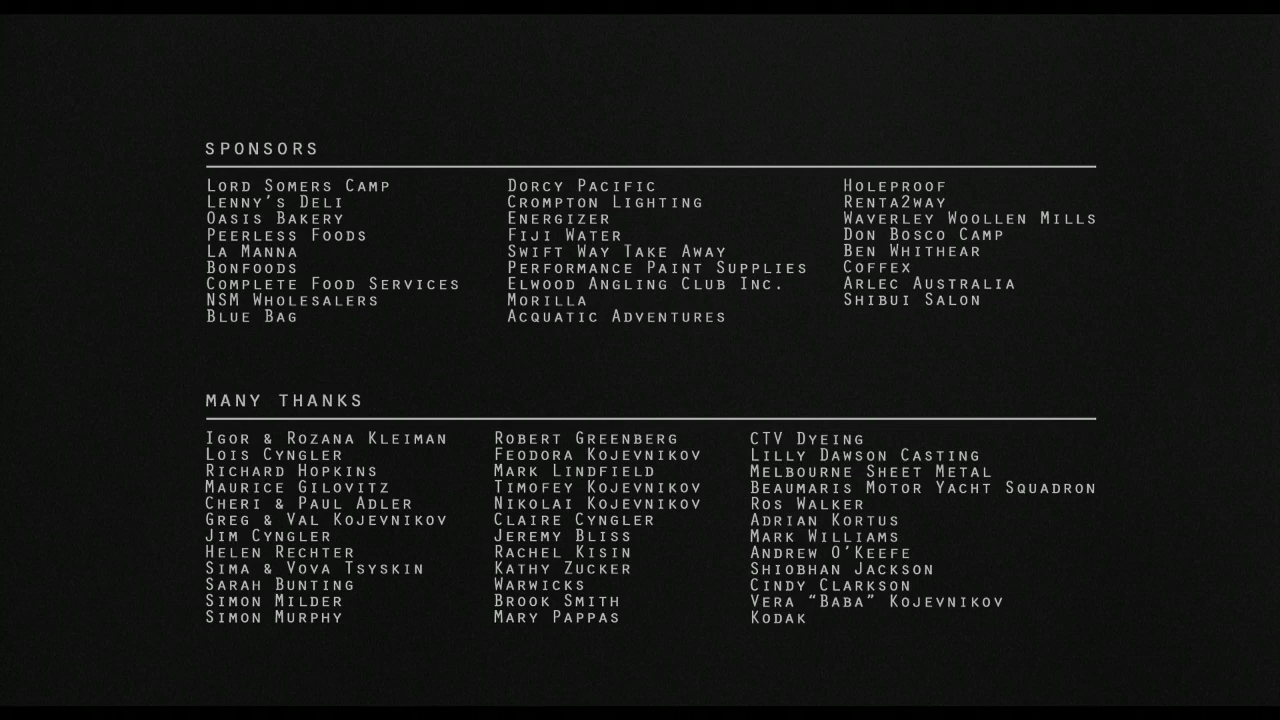 SPONSORS
LORD SOMERS CAMP
LENNY'S DELI
OASIS BAKERY
PEERLESS FOODS
LA MANNA
BONFOODS
COMPLETE FOOD SERVICES
NSM WHOLESALERS
BLUE BAG
DORCY PACIFIC
CROMPTON LIGHTING
ENERGIZER
FIJI WATER
SWIFT WAY TAKE AWAY
PERFORMANCE PAINT SUPPLIES
ELWOOD ANGLING CLUB INC.
MORILLA
ACQUATIC ADVENTURES
HOLEPROOF
RENTA2WAY
WAVERLEY WOOLLEN MILLS
DON BOSCO CAMP
BEN WHITHEAR
COFFEX
ARLEC AUSTRALIA
SHIBUI SALON
MANY THANKS
IGOR & ROZANA KLEIMAN
LOIS CYNGLER
RICHARD HOPKINS
MAURICE GILOVITZ
CHERI & PAUL ADLER
GREG & VAL KOJEVNIKOV
JIM CYNGLER
HELEN RECHTER
SIMA & VOVA TSYSKIN
SARAH BUNTING
SIMON MILDER
SIMON MURPHY
ROBERT GREENBERG
FEODORA KOJEVNIKOV
MARK LINDFIELD
TIMOFEY KOJEVNIKOV
NIKOLAI KOJEVNIKOV
CLAIRE CYNGLER
JEREMY BLISS
RACHEL KISIN
KATHY ZUCKER
WARWICKS
BROOK SMITH
MARY PAPPAS
CTV DYEING
LILLY DAWSON CASTING
MELBOURNE SHEET METAL
BEAUMARIS MOTOR YACHT SQUADRON
ROS WALKER
ADRIAN KORTUS
MARK WILLIAMS
ANDREW O'KEEFE
SHIOBHAN JACKSON
CINDY CLARKSON
VERA “BABA” KOJEVNIKOV
KODAK